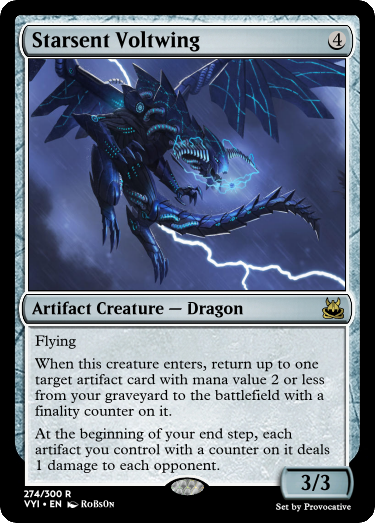 Starsent Voltwing 4
Artifact Creature — Dragon
Flying
When this creature enters, return up to one
target artifact card with mana value 2 or less
from your graveyard to the battlefield with a
finality counter on it.
At the beginning of your end step, each
artifact you control with a counter on it deals
1 damage to each opponent.
3/3
274/300 R
VYI • EN RoBsOn
Set by Provocative